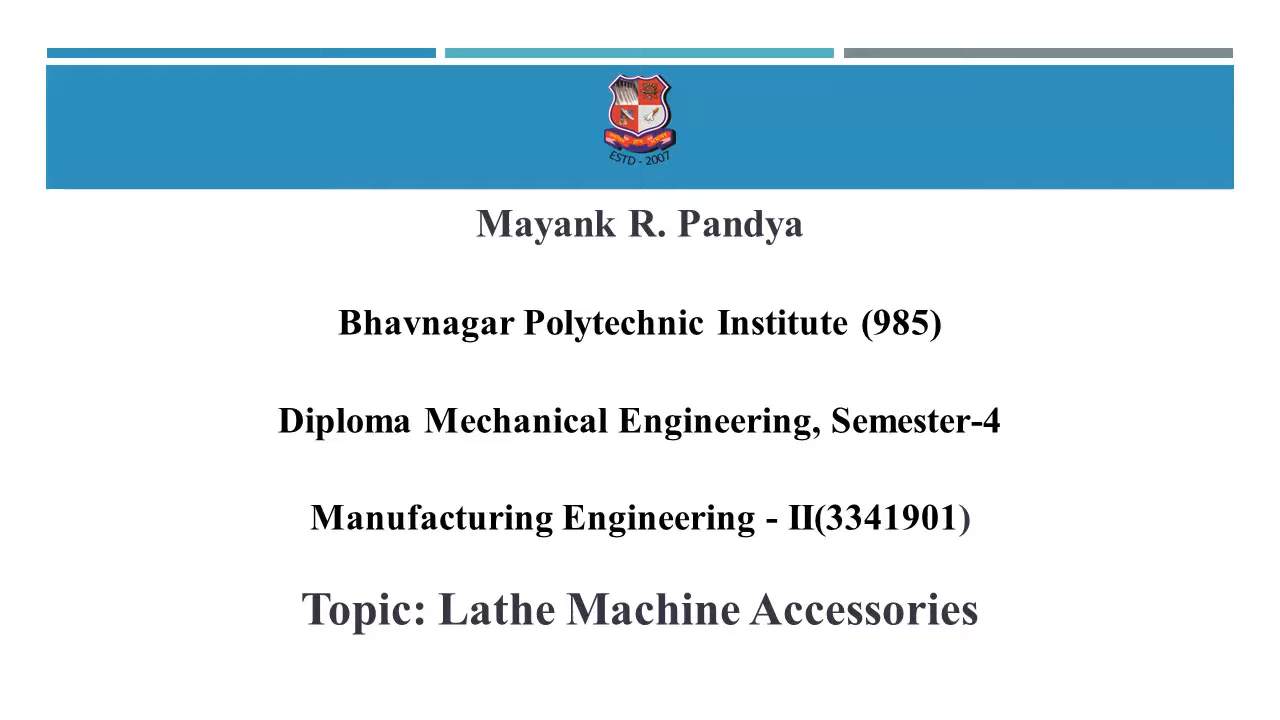 ESTD - 2007
Mayank R. Pandya
Bhavnagar Polytechnic Institute (985)
Diploma Mechanical Engineering, Semester-4
Manufacturing Engineering - II(3341901)
Topic: Lathe Machine Accessories